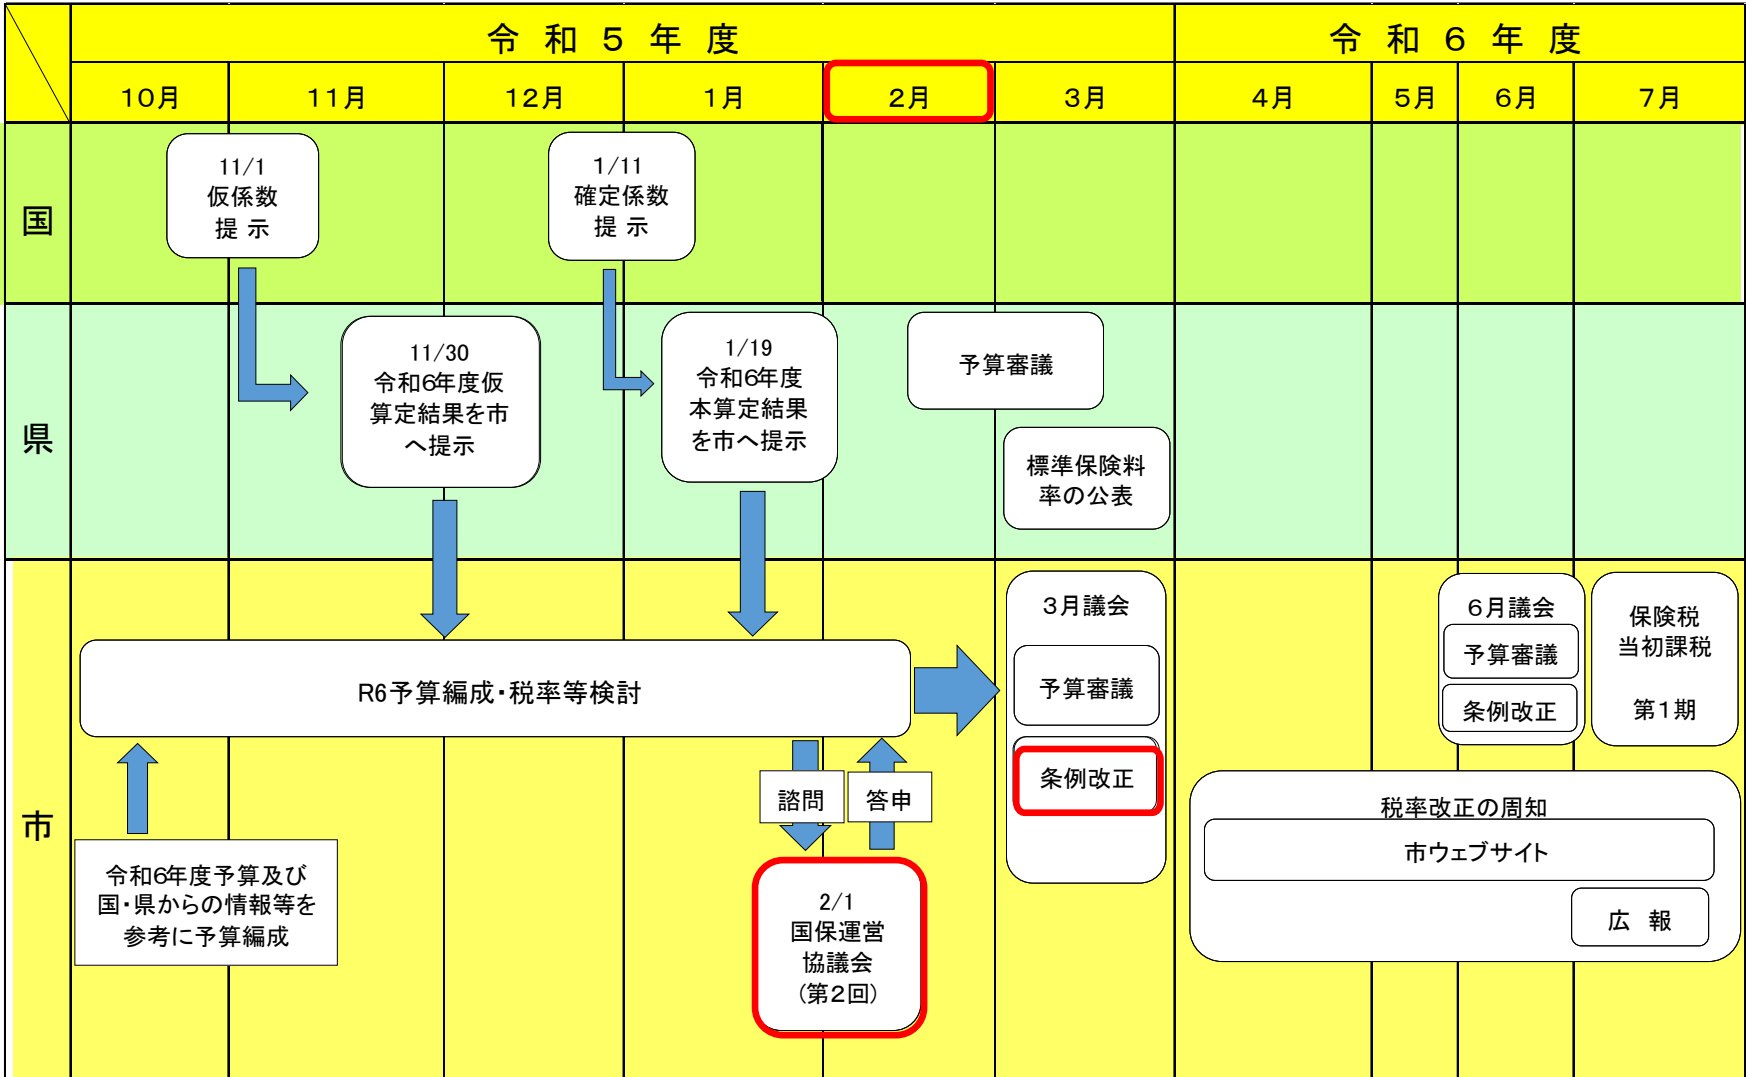 令和5年度
令和6年度
10月
11月
12月
1月
2月
3月
4月
5月
6月
7月
国
11/1
仮係数
提 示
1/11
確定係数
提 示
県
11/30
令和6年度仮
算定結果を市
へ提示
1/19
令和6年度
本算定結果
を市へ提示
予算審議
標準保険料
率の公表
市
R6予算編成・税率等検討
令和6年度予算及び
国・県からの情報等を
参考に予算編成
諮問
答申
2/1
国保運営
協議会
(第2回)
3月議会
予算審議
条例改正
6月議会
予算審議
条例改正
保険税
当初課税
第1期
税率改正の周知
市ウェブサイト
広 報